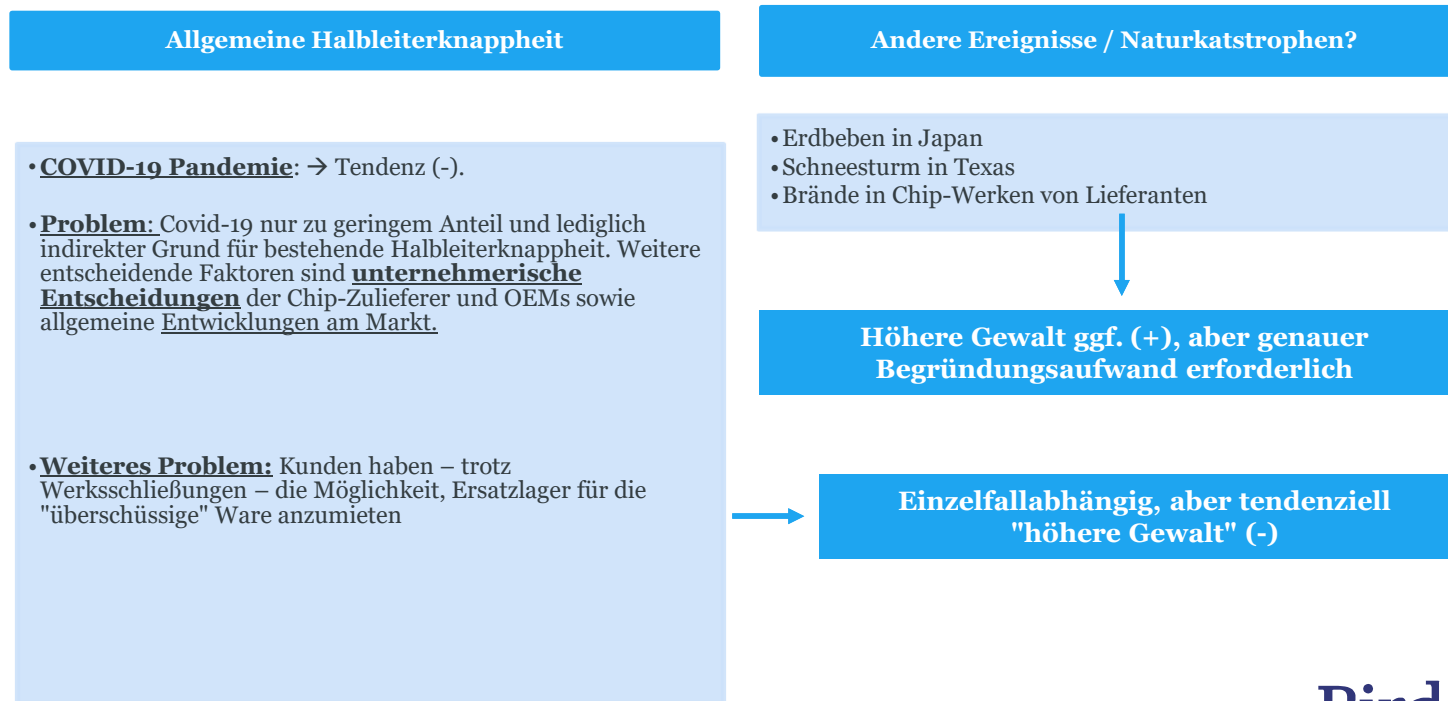 Allgemeine Halbleiterknappheit
• COVID-19 Pandemie: → Tendenz (-).
• Problem: Covid-19 nur zu geringem Anteil und lediglich
indirekter Grund für bestehende Halbleiterknappheit. Weitere
entscheidende Faktoren sind unternehmerische
Entscheidungen der Chip-Zulieferer und OEMs sowie
allgemeine Entwicklungen am Markt.
• Weiteres Problem: Kunden haben – trotz
Werksschließungen – die Möglichkeit, Ersatzlager für die
"überschüssige" Ware anzumieten
Andere Ereignisse / Naturkatstrophen?
• Erdbeben in Japan
• Schneesturm in Texas
• Brände in Chip-Werken von Lieferanten
Höhere Gewalt ggf. (+), aber genauer
Begründungsaufwand erforderlich
Einzelfallabhängig, aber tendenziell
"höhere Gewalt" (-)
Bird